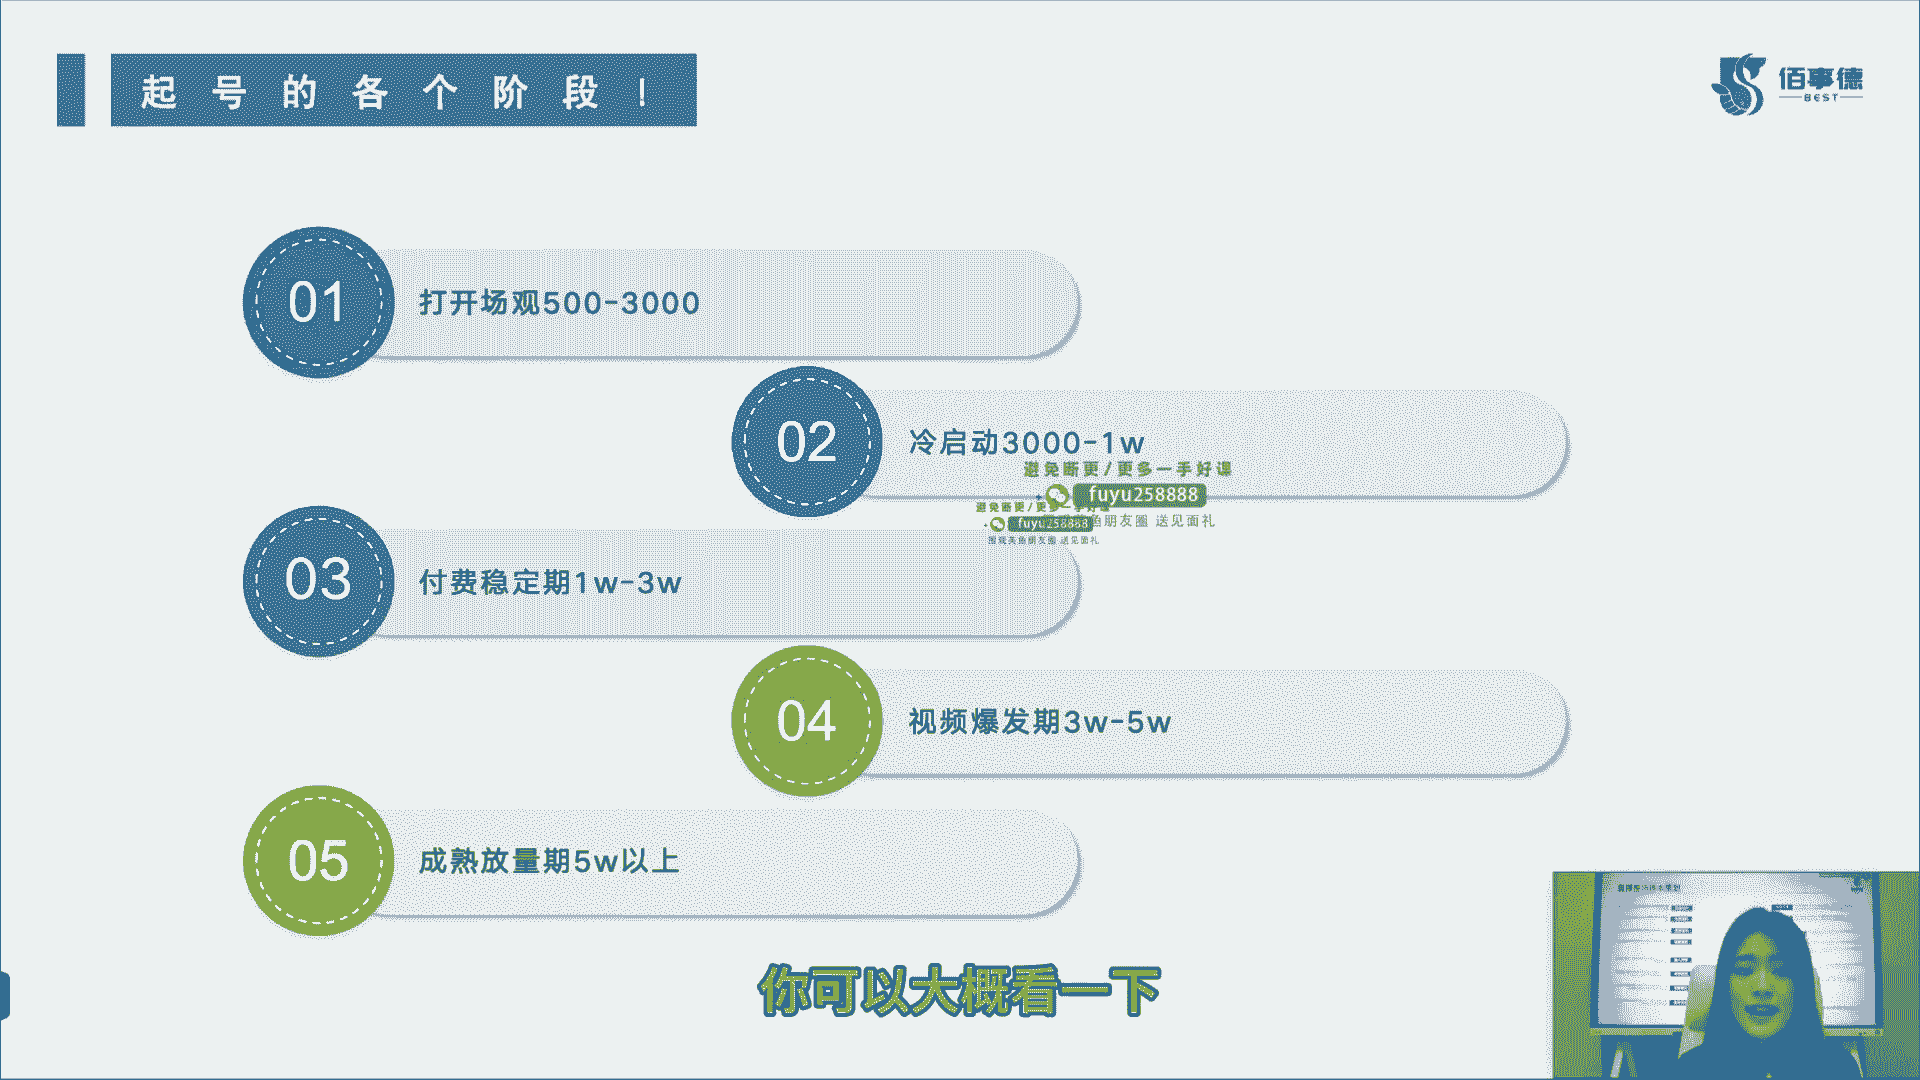 起号的各个阶段!
佰事德
BEST
01
打开场观500-3000
02
冷启动3000-1w
避免断更/更多一手好课
fuyu258888
鱼朋友圈 送见面礼
避免断更/更多一手好课
fuyu258888
围观美鱼朋友圈 送见面礼
03
付费稳定期1w-3w
04
视频爆发期3w-5w
05
成熟放量期5w以上
你可以大概看一下